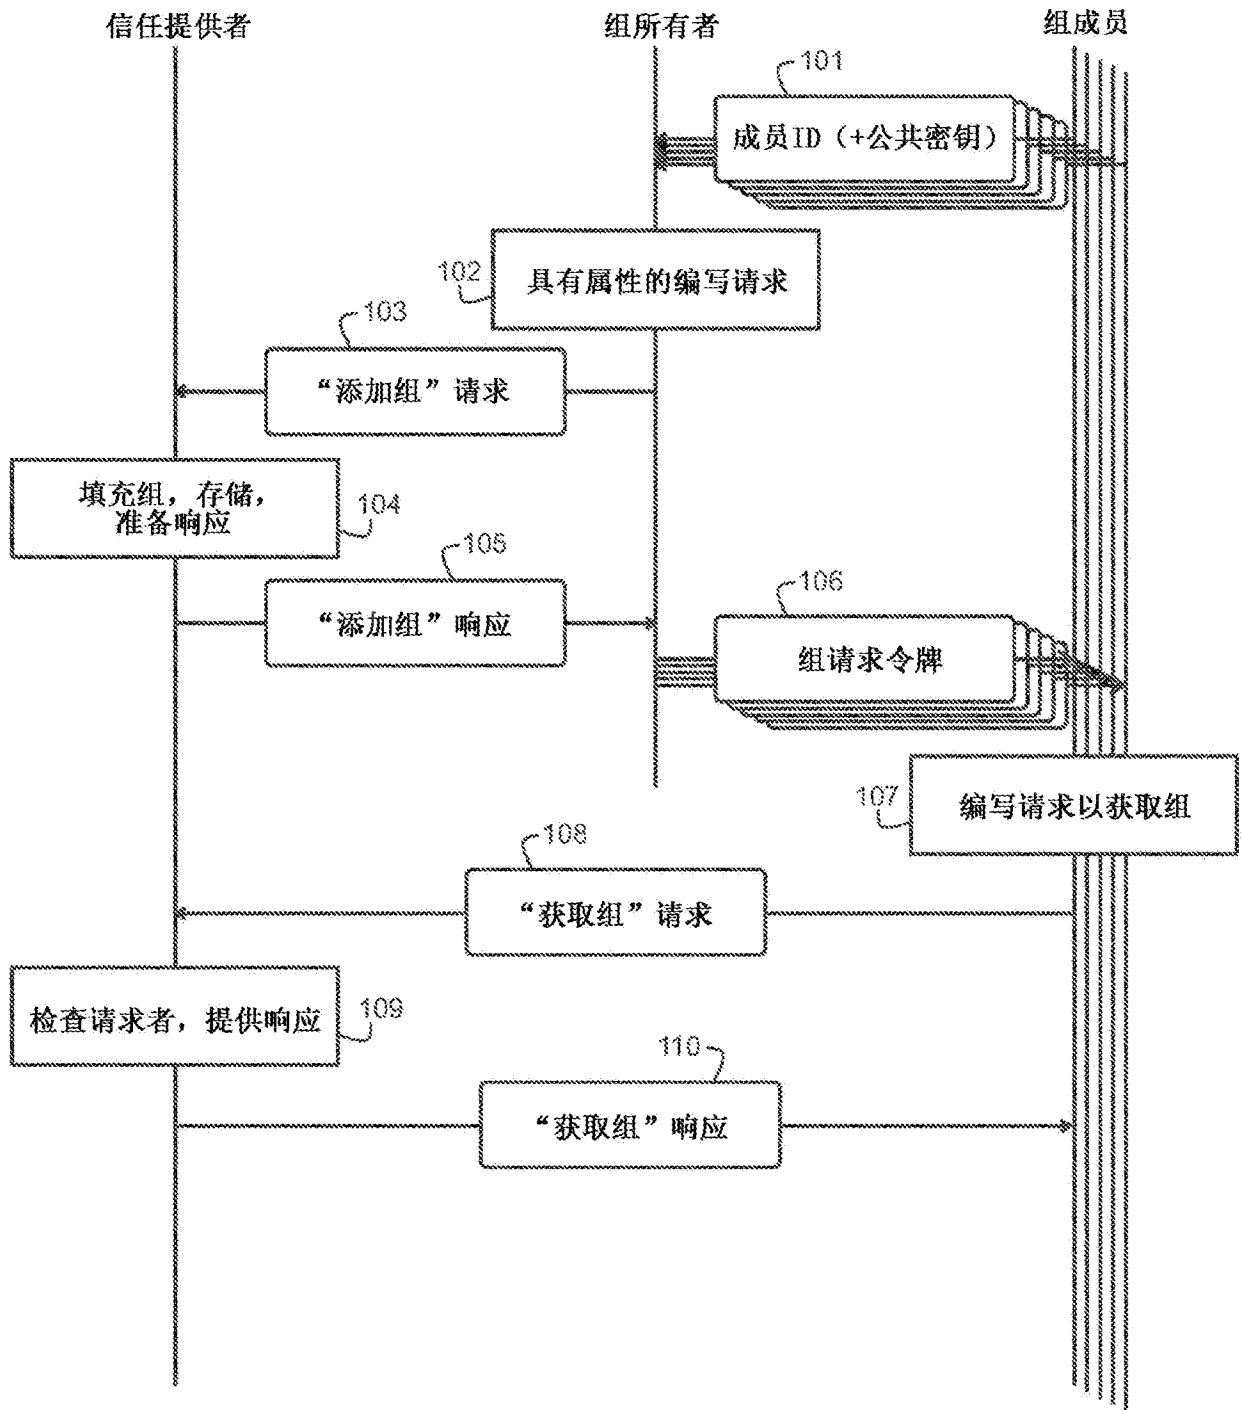 信任提供者
组所有者
组成员
101
成员ID（+公共密钥）
102
具有属性的编写请求
103
“添加组”请求
填充组，存储，
准备响应
104
105
“添加组”响应
106
组请求令牌
107
编写请求以获取组
108
“获取组”请求
检查请求者，提供响应
109
110
“获取组”响应